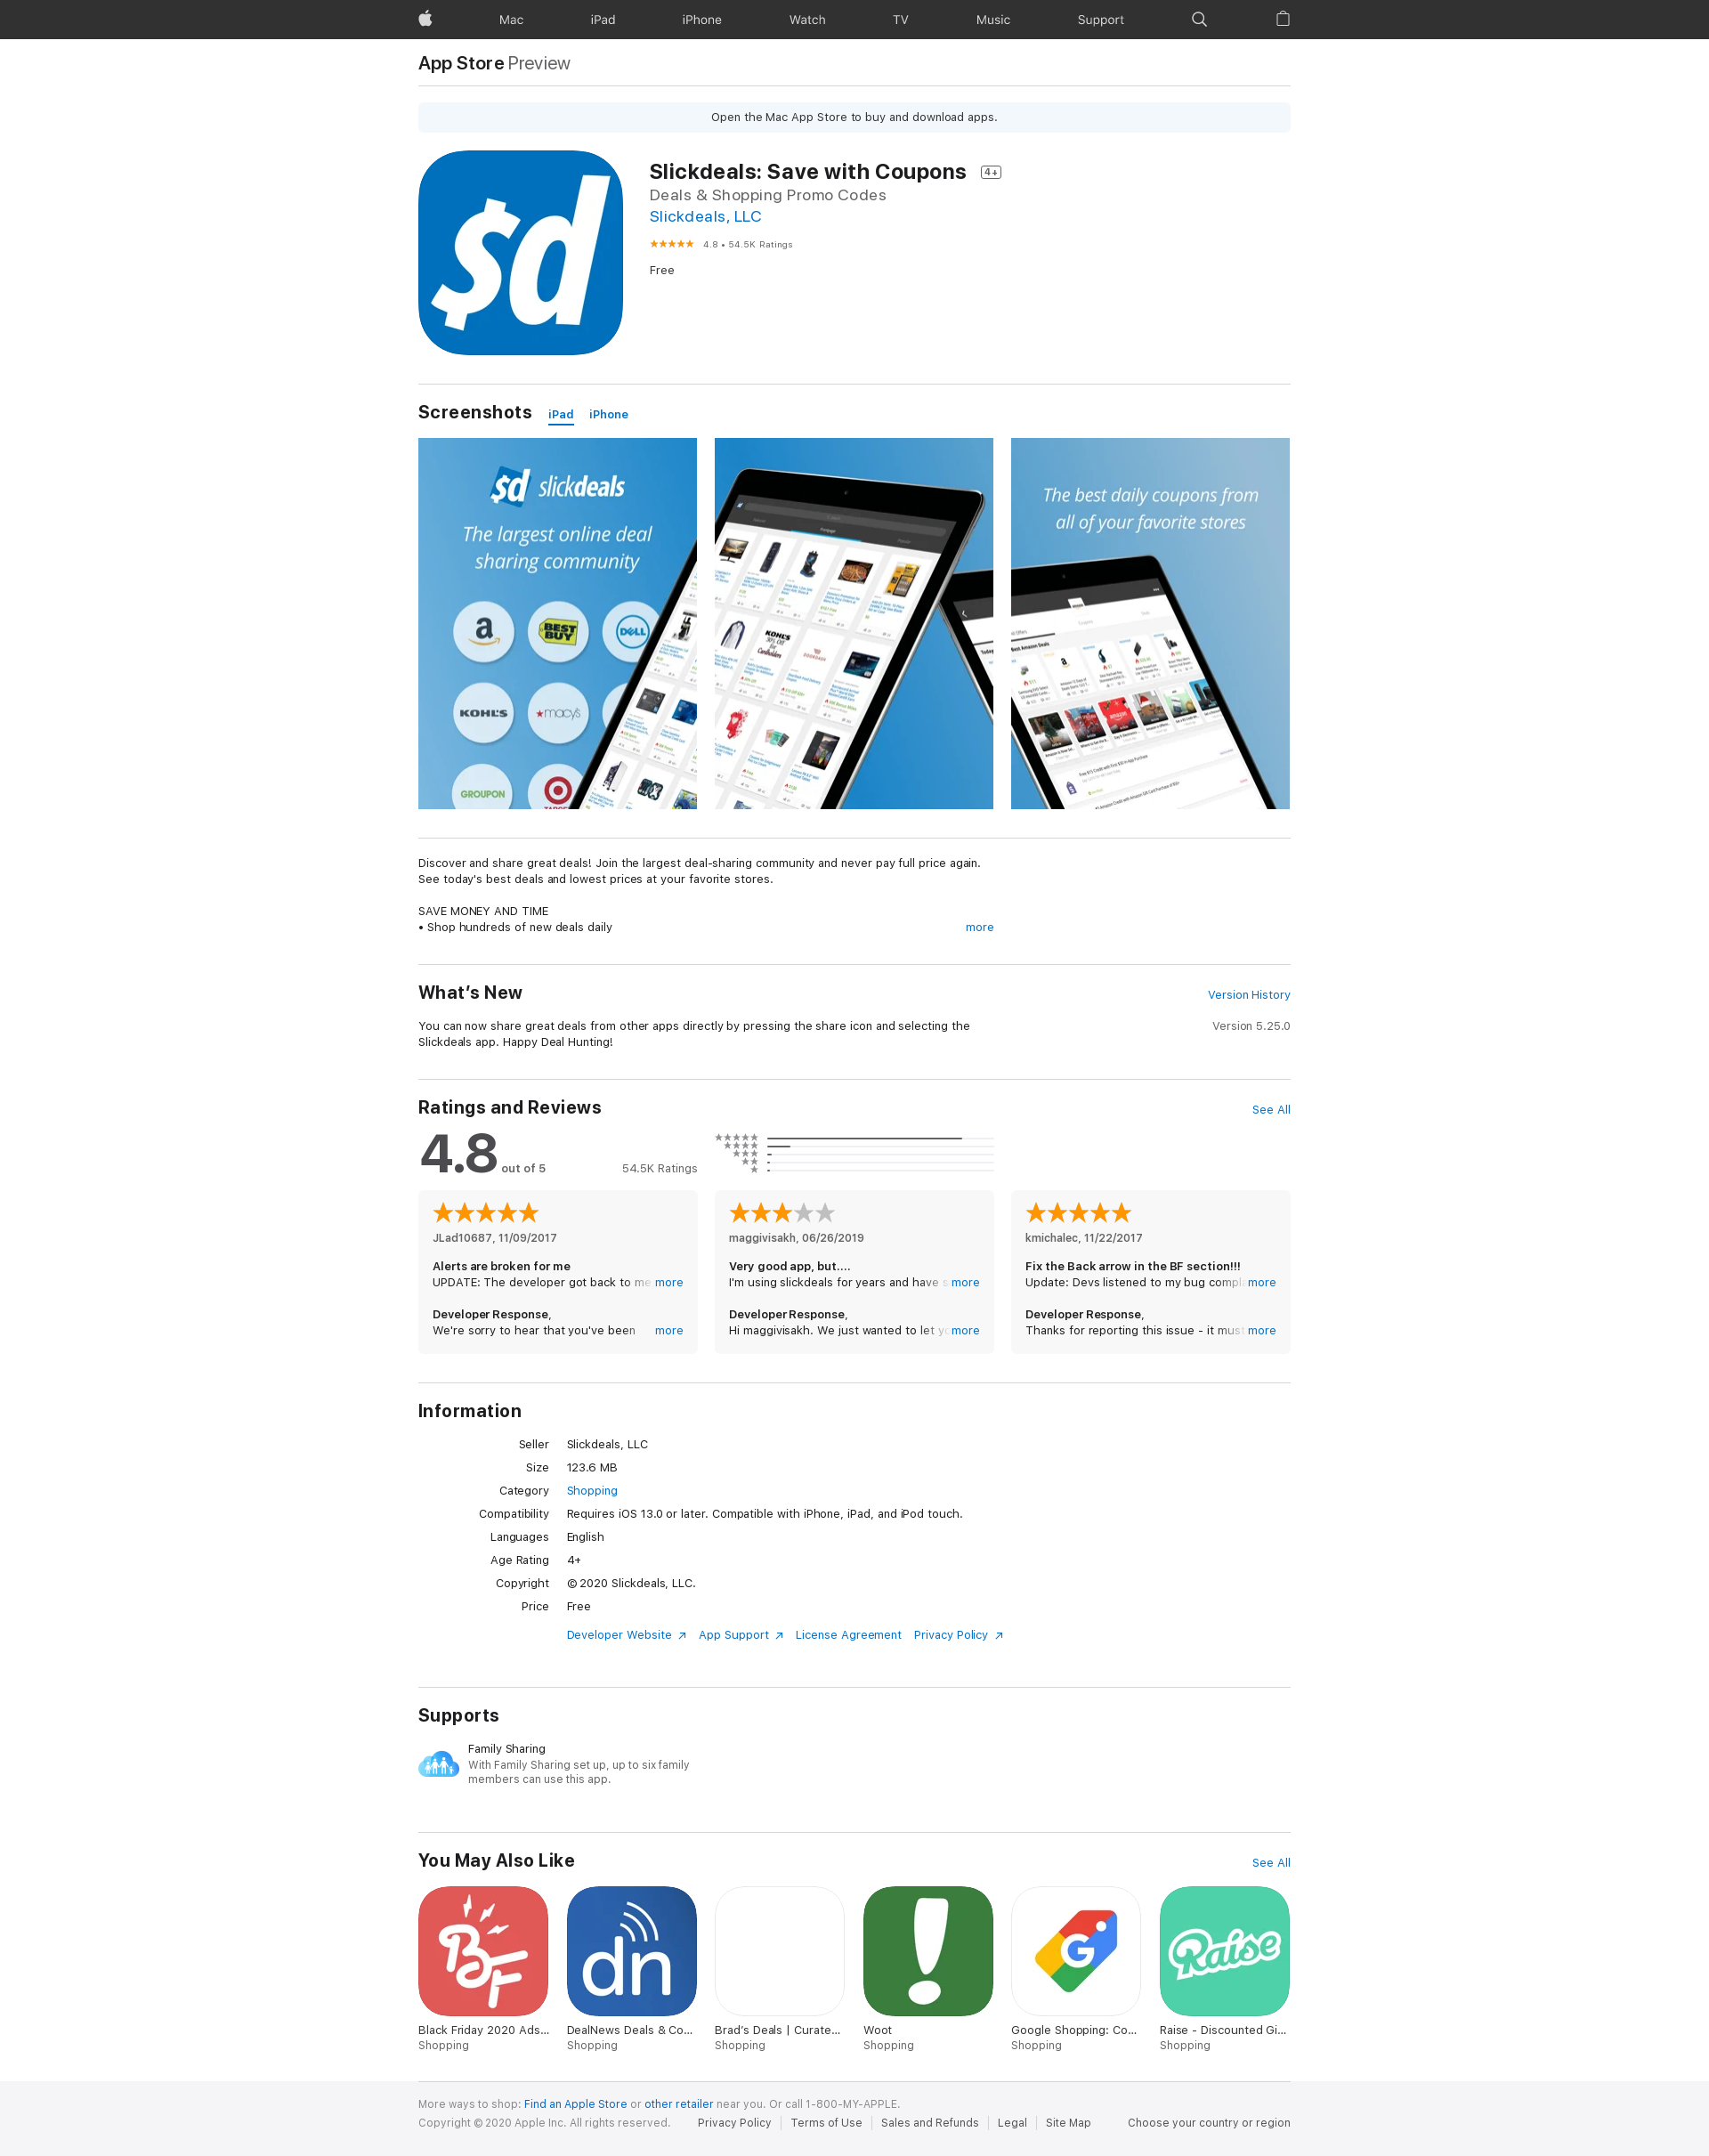 Mac
iPad
iPhone
Watch
TV
Music
Support
App Store Preview
Open the Mac App Store to buy and download apps.
$d
Slickdeals: Save with Coupons 4+
Deals & Shopping Promo Codes
Slickdeals, LLC
4.8 • 54.5K Ratings
Free
Screenshots iPad iPhone
$d slickdeals
The largest online deal
sharing community
a
BEST BUY
DELL
KOHL'S
★macy's
GROUPON
The best daily coupons from
all of your favorite stores
Discover and share great deals! Join the largest deal-sharing community and never pay full price again.
See today's best deals and lowest prices at your favorite stores.
SAVE MONEY AND TIME
• Shop hundreds of new deals daily more
What's New Version History
You can now share great deals from other apps directly by pressing the share icon and selecting the
Slickdeals app. Happy Deal Hunting!
Version 5.25.0
Ratings and Reviews See All
4.8 out of 5 54.5K Ratings
JLad10687, 11/09/2017
Alerts are broken for me
UPDATE: The developer got back to me more
Developer Response,
We're sorry to hear that you've been more
maggivisakh, 06/26/2019
Very good app, but....
I'm using slickdeals for years and have s more
Developer Response,
Hi maggivisakh. We just wanted to let yo more
kmichalec, 11/22/2017
Fix the Back arrow in the BF section!!!
Update: Devs listened to my bug compla more
Developer Response,
Thanks for reporting this issue - it must more
Information
Seller Slickdeals, LLC
Size 123.6 MB
Category Shopping
Compatibility Requires iOS 13.0 or later. Compatible with iPhone, iPad, and iPod touch.
Languages English
Age Rating 4+
Copyright © 2020 Slickdeals, LLC.
Price Free
Developer Website App Support License Agreement Privacy Policy
Supports
Family Sharing
With Family Sharing set up, up to six family
members can use this app.
You May Also Like See All
BFF
dn
!
G
Raise
Black Friday 2020 Ads...
Shopping
DealNews Deals & Co...
Shopping
Brad's Deals | Curate...
Shopping
Woot
Shopping
Google Shopping: Co...
Shopping
Raise - Discounted Gi...
Shopping
More ways to shop: Find an Apple Store or other retailer near you. Or call 1-800-MY-APPLE.
Copyright © 2020 Apple Inc. All rights reserved. Privacy Policy Terms of Use Sales and Refunds Legal Site Map Choose your country or region